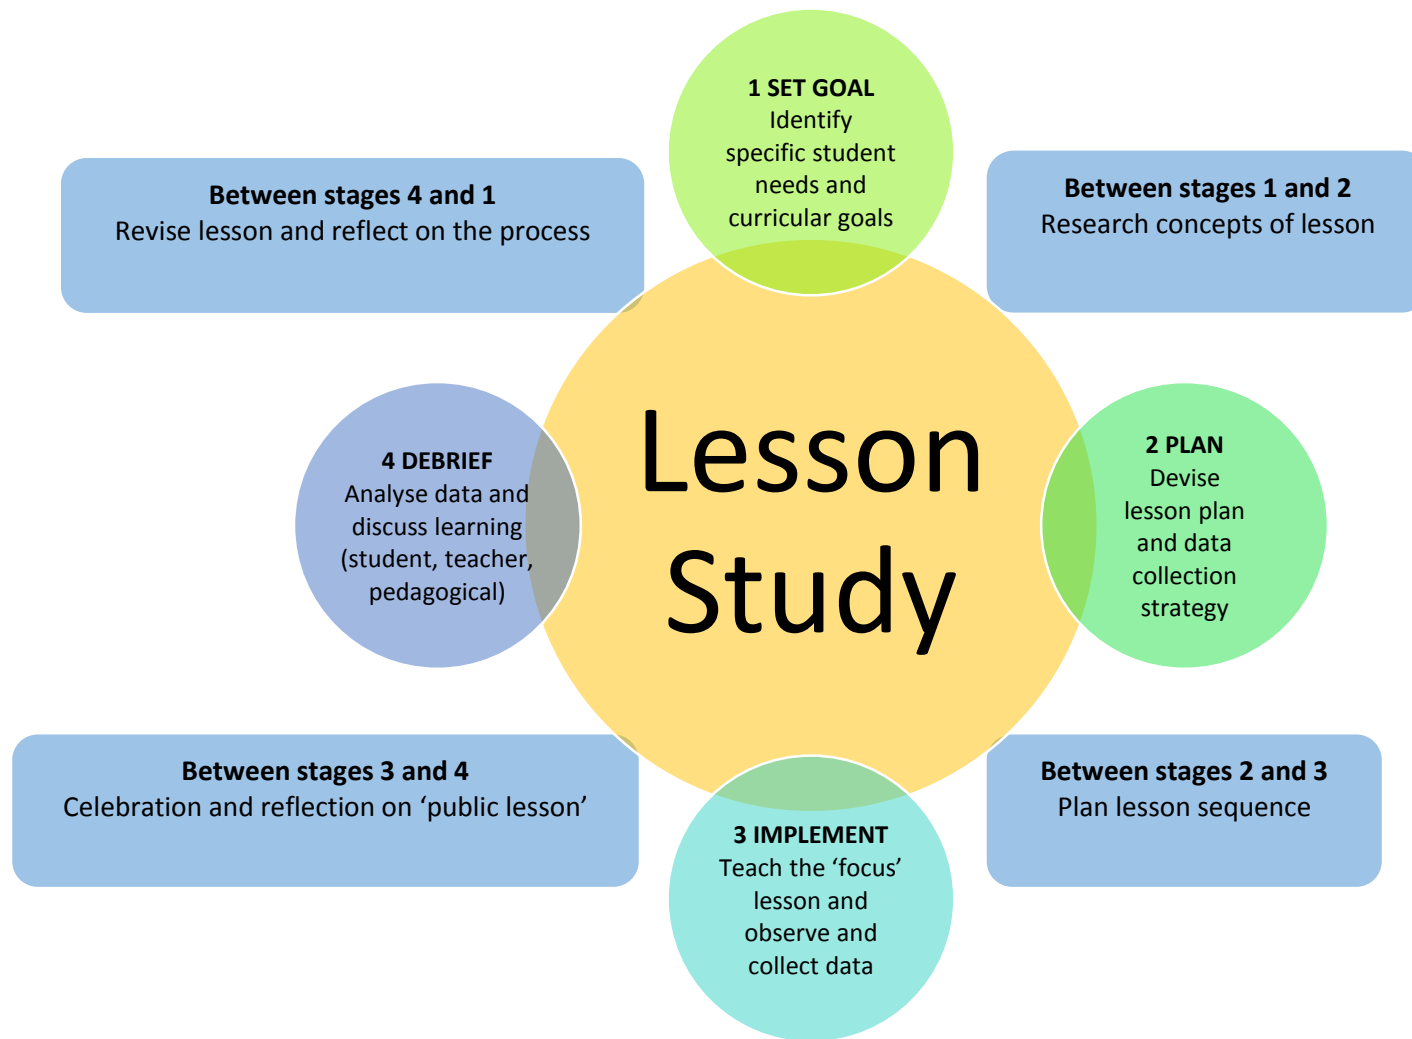 1 SET GOAL
Identify
specific student
needs and
curricular goals
Between stages 4 and 1
Revise lesson and reflect on the process
Between stages 1 and 2
Research concepts of lesson
Lesson
Study
4 DEBRIEF
Analyse data and
discuss learning
(student, teacher,
pedagogical)
2 PLAN
Devise
lesson plan
and data
collection
strategy
Between stages 3 and 4
Celebration and reflection on ‘public lesson’
Between stages 2 and 3
Plan lesson sequence
3 IMPLEMENT
Teach the ‘focus’
lesson and
observe and
collect data